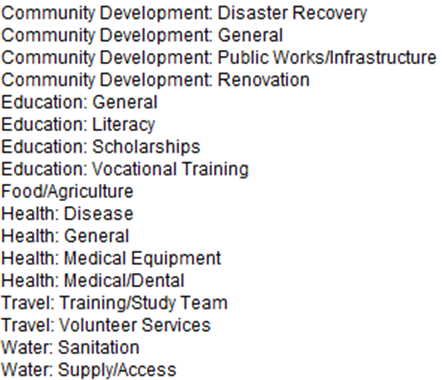 Community Development: Disaster Recovery
Community Development: General
Community Development: Public Works/Infrastructure
Community Development: Renovation
Education: General
Education: Literacy
Education: Scholarships
Education: Vocational Training
Food/Agriculture
Health: Disease
Health: General
Health: Medical Equipment
Health: Medical/Dental
Travel: Training/Study Team
Travel: Volunteer Services
Water: Sanitation
Water: Supply/Access